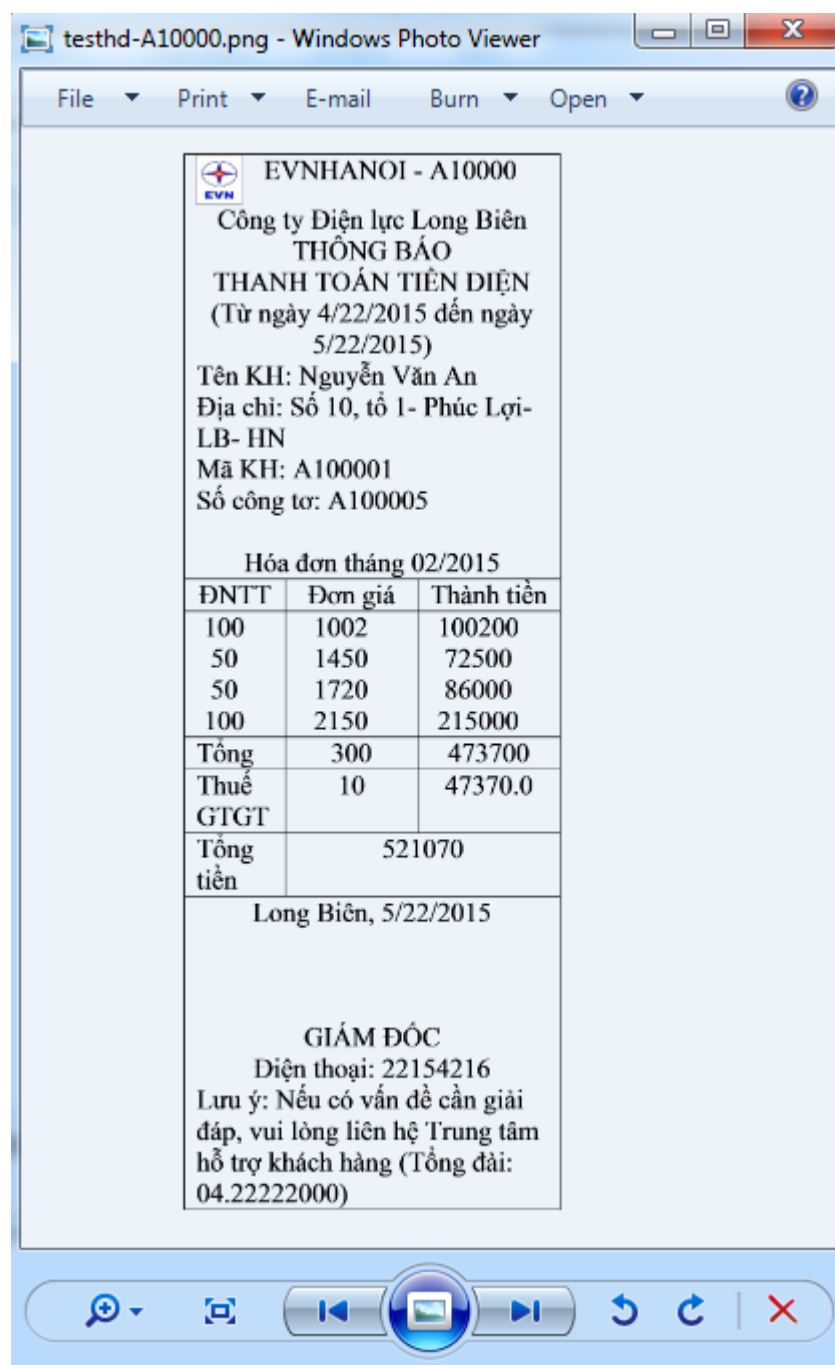 testhd-A10000.png - Windows Photo Viewer
File Print E-mail Burn Open
EVN
EVNHANOI - A10000
Công ty Điện lực Long Biên
THÔNG BÁO
THANH TOÁN TIỀN ĐIỆN
(Từ ngày 4/22/2015 đến ngày
5/22/2015)
Tên KH: Nguyễn Văn An
Địa chỉ: Số 10, tổ 1- Phúc Lợi-
LB- HN
Mã KH: A100001
Số công tơ: A100005
Hóa đơn tháng 02/2015
ĐNTT Đơn giá Thành tiền
100 1002 100200
50 1450 72500
50 1720 86000
100 2150 215000
Tổng 300 473700
Thuế 10 47370.0
GTGT
Tổng 521070
tiền
Long Biên, 5/22/2015
GIÁM ĐỐC
Điện thoại: 22154216
Lưu ý: Nếu có vấn đề cần giải
đáp, vui lòng liên hệ Trung tâm
hỗ trợ khách hàng (Tổng đài:
04.22222000)